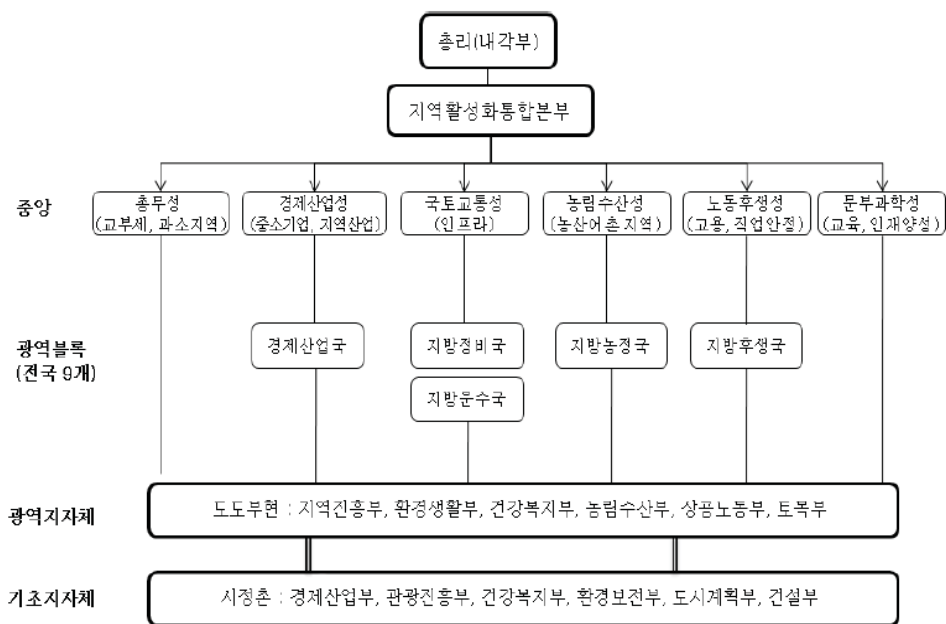 총리(내각부)
지역활성화통합본부
중앙
총무성
(교부세, 과소지역)
경제산업성
(중소기업, 지역산업)
국토교통성
(인프라)
농림수산성
(농산어촌 지역)
노동후생성
(고용, 직업안정)
문부과학성
(교육, 인재양성)
광역블록
(전국 9개)
경제산업국
지방정비국
지방운수국
지방농정국
지방후생국
광역지자체
도도부현 : 지역진흥부, 환경생활부, 건강복지부, 농림수산부, 상공노동부, 토목부
기초지자체
시정촌 : 경제산업부, 관광진흥부, 건강복지부, 환경보전부, 도시계획부, 건설부